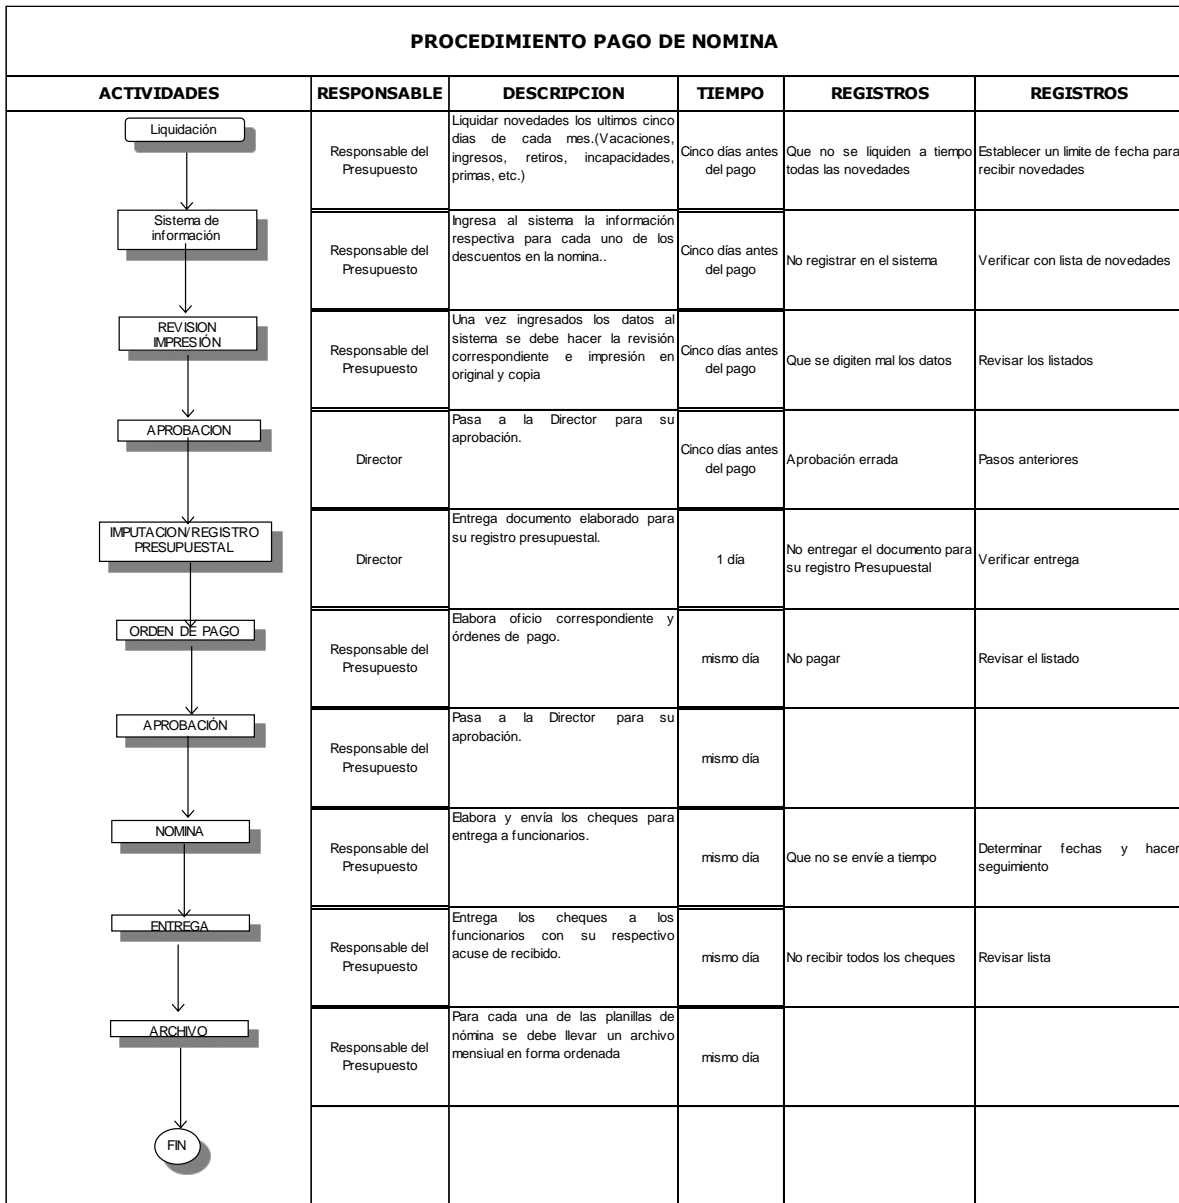 PROCEDIMIENTO PAGO DE NOMINA
ACTIVIDADES
RESPONSABLE
DESCRIPCION
TIEMPO
REGISTROS
REGISTROS
Liquidación
Responsable del
Presupuesto
Liquidar novedades los ultimos cinco
dias de cada mes.(Vacaciones,
ingresos, retiros, incapacidades,
primas, etc.)
Cinco días antes
del pago
Que no se liquiden a tiempo
todas las novedades
Establecer un limite de fecha para
recibir novedades
Sistema de
información
Responsable del
Presupuesto
Ingresa al sistema la información
respectiva para cada uno de los
descuentos en la nomina..
Cinco días antes
del pago
No registrar en el sistema
Verificar con lista de novedades
REVISION
IMPRESIÓN
Responsable del
Presupuesto
Una vez ingresados los datos al
sistema se debe hacer la revisión
correspondiente e impresión en
original y copia
Cinco días antes
del pago
Que se digiten mal los datos
Revisar los listados
APROBACION
Director
Pasa a la Director para su
aprobación.
Cinco días antes
del pago
Aprobación errada
Pasos anteriores
IMPUTACION/REGISTRO
PRESUPUESTAL
Director
Entrega documento elaborado para
su registro presupuestal.
1 día
No entregar el documento para
su registro Presupuestal
Verificar entrega
ORDEN DE PAGO
Responsable del
Presupuesto
Elabora oficio correspondiente y
órdenes de pago.
mismo día
No pagar
Revisar el listado
APROBACIÓN
Responsable del
Presupuesto
Pasa a la Director para su
aprobación.
mismo día
NOMINA
Responsable del
Presupuesto
Elabora y envía los cheques para
entrega a funcionarios.
mismo día
Que no se envíe a tiempo
Determinar fechas y hacer
seguimiento
ENTREGA
Responsable del
Presupuesto
Entrega los cheques a los
funcionarios con su respectivo
acuse de recibido.
mismo día
No recibir todos los cheques
Revisar lista
ARCHIVO
Responsable del
Presupuesto
Para cada una de las planillas de
nómina se debe llevar un archivo
mensiual en forma ordenada
mismo día
FIN